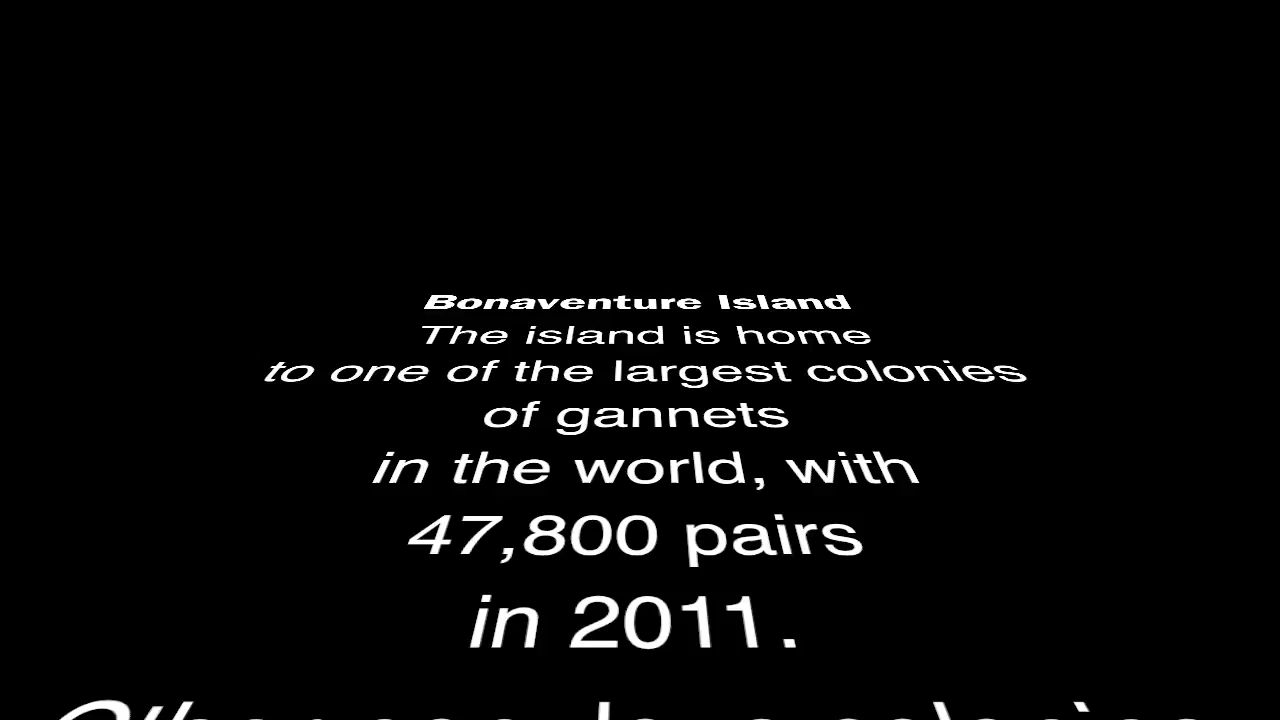 Bonaventure Island
The island is home
to one of the largest colonies
of gannets
in the world, with
47,800 pairs
in 2011.